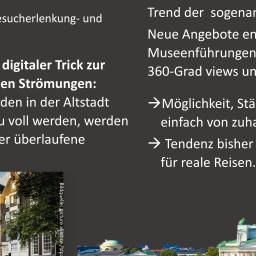 esucherlenkung- und
digitaler Trick zur
en Strömungen:
den in der Altstadt
u voll werden, werden
er überlaufene
Trend der sogenan
Neue Angebote en
Museenführungen
360-Grad views un
→Möglichkeit, Stä
einfach von zuha
→ Tendenz bisher
für reale Reisen.